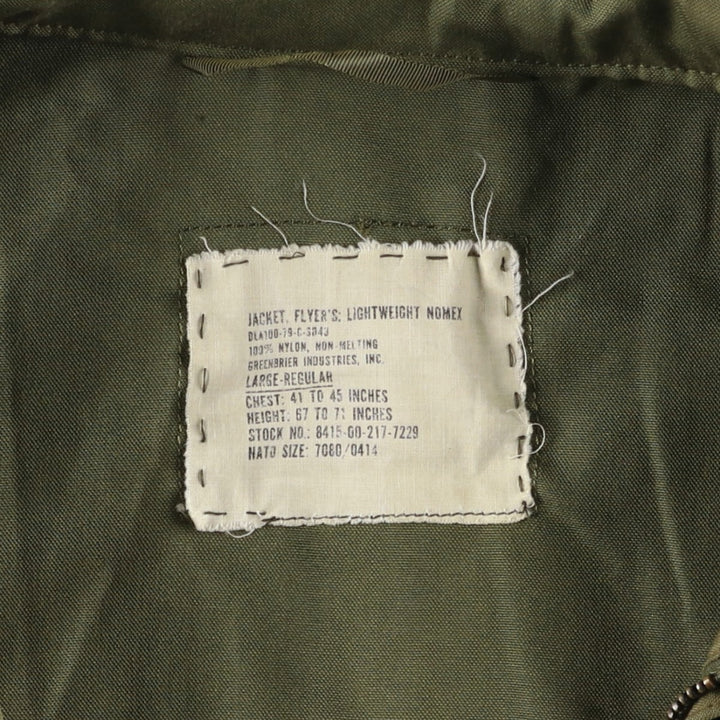 JACKET, FLYER'S: LIGHTWEIGHT NOMEX
DLA100-79-C-3043
100% NYLON, NON-MELTING
GREENBRIER INDUSTRIES, INC.
LARGE-REGULAR
CHEST: 41 TO 45 INCHES
HEIGHT: 67 TO 71 INCHES
STOCK NO.: 8415-00-217-7229
NATO SIZE: 7080/0414